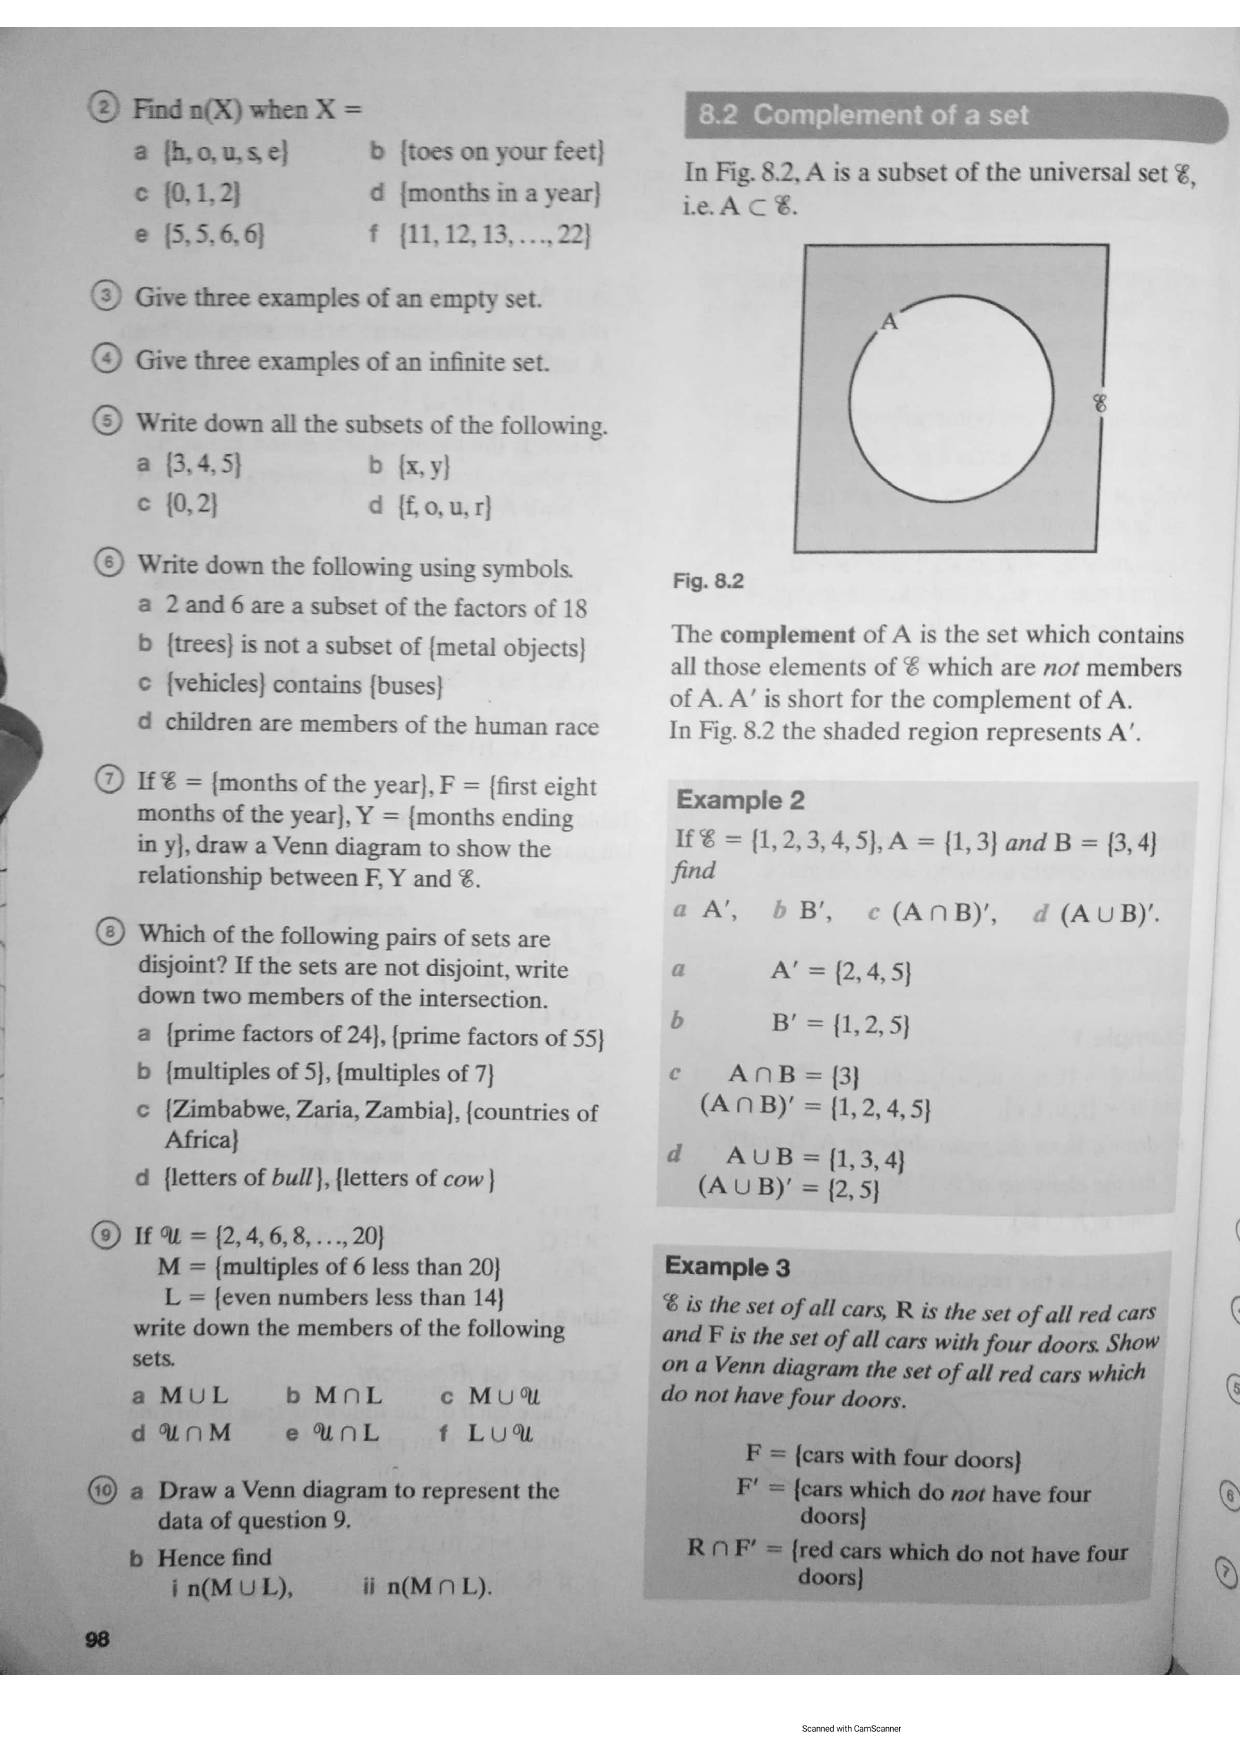 2 Find n(X) when X =
a {h, o, u, s, e} b {toes on your feet}
c {0, 1, 2} d {months in a year}
e {5, 5, 6, 6} f {11, 12, 13, ..., 22}
3 Give three examples of an empty set.
4 Give three examples of an infinite set.
5 Write down all the subsets of the following.
a {3, 4, 5} b {x, y}
c {0, 2} d {f, o, u, r}
6 Write down the following using symbols.
a 2 and 6 are a subset of the factors of 18
b {trees} is not a subset of {metal objects}
c {vehicles} contains {buses}
d children are members of the human race
7 If ℰ = {months of the year}, F = {first eight
months of the year}, Y = {months ending
in y}, draw a Venn diagram to show the
relationship between F, Y and ℰ.
8 Which of the following pairs of sets are
disjoint? If the sets are not disjoint, write
down two members of the intersection.
a {prime factors of 24}, {prime factors of 55}
b {multiples of 5}, {multiples of 7}
c {Zimbabwe, Zaria, Zambia}, {countries of
Africa}
d {letters of bull}, {letters of cow}
9 If 𝒰 = {2, 4, 6, 8, ..., 20}
M = {multiples of 6 less than 20}
L = {even numbers less than 14}
write down the members of the following
sets.
a M ∪ L b M ∩ L c M ∪ 𝒰
d 𝒰 ∩ M e 𝒰 ∩ L f L ∪ 𝒰
10 a Draw a Venn diagram to represent the
data of question 9.
b Hence find
i n(M ∪ L), ii n(M ∩ L).
98
8.2 Complement of a set
In Fig. 8.2, A is a subset of the universal set ℰ,
i.e. A ⊂ ℰ.
A
ℰ
Fig. 8.2
The complement of A is the set which contains
all those elements of ℰ which are not members
of A. A′ is short for the complement of A.
In Fig. 8.2 the shaded region represents A′.
Example 2
If ℰ = {1, 2, 3, 4, 5}, A = {1, 3} and B = {3, 4}
find
a A′, b B′, c (A ∩ B)′, d (A ∪ B)′.
a A′ = {2, 4, 5}
b B′ = {1, 2, 5}
c A ∩ B = {3}
(A ∩ B)′ = {1, 2, 4, 5}
d A ∪ B = {1, 3, 4}
(A ∪ B)′ = {2, 5}
Example 3
ℰ is the set of all cars, R is the set of all red cars
and F is the set of all cars with four doors. Show
on a Venn diagram the set of all red cars which
do not have four doors.
F = {cars with four doors}
F′ = {cars which do not have four
doors}
R ∩ F′ = {red cars which do not have four
doors}
5
6
7
Scanned with CamScanner